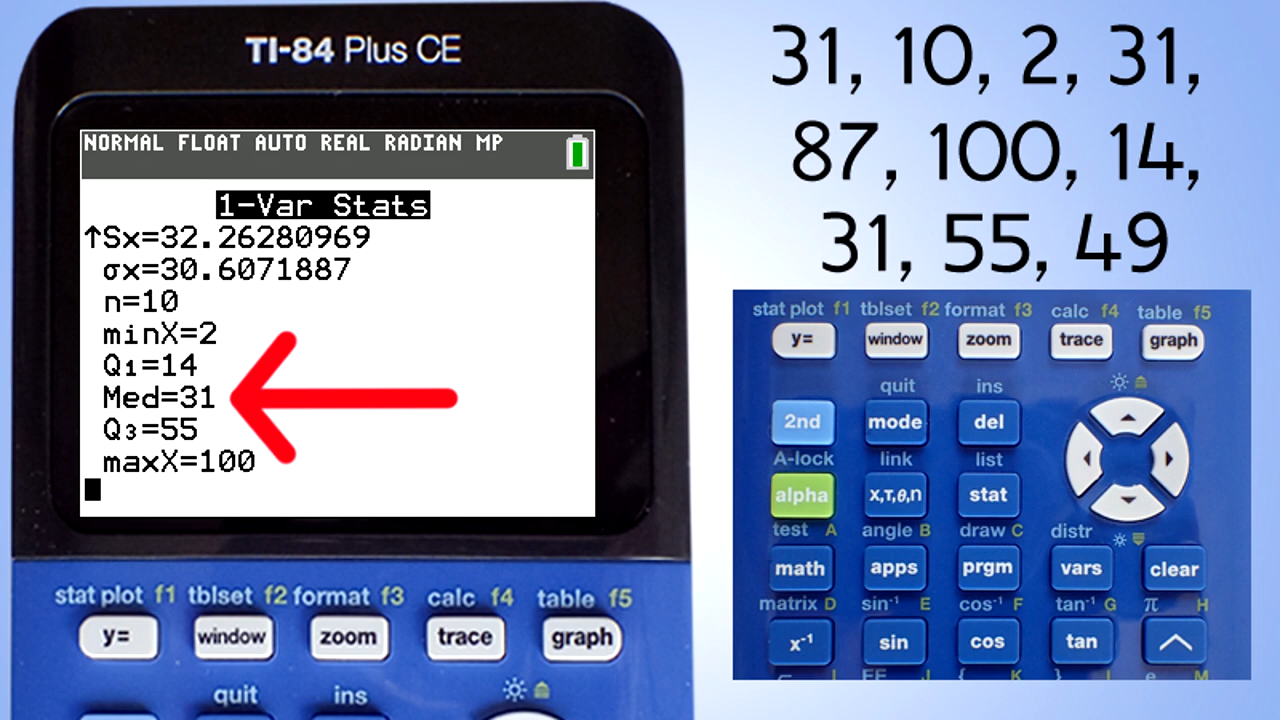 TI-84 Plus CE
NORMAL FLOAT AUTO REAL RADIAN MP
1-Var Stats
↑Sx=32.26280969
σx=30.6071887
n=10
minX=2
Q₁=14
Med=31
Q₃=55
maxX=100
stat plot f1 tblset f2 format f3 calc f4 table f5
y= window zoom trace graph
quit ins
31, 10, 2, 31,
87, 100, 14,
31, 55, 49
stat plot f1 tblset f2 format f3 calc f4 table f5
y= window zoom trace graph
quit ins
2nd mode del
A-lock link list
alpha X,T,θ,n stat
test A angle B draw C distr
math apps prgm vars clear
matrix D sin⁻¹ E cos⁻¹ F tan⁻¹ G π H
x⁻¹ sin cos tan ^